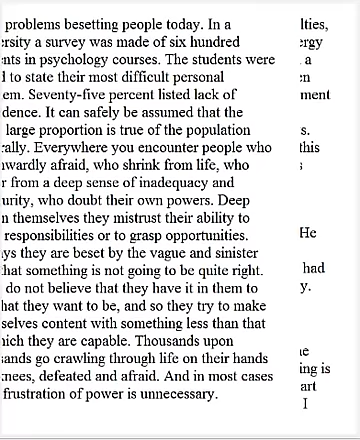 problems besetting people today. In a
rsity a survey was made of six hundred
nts in psychology courses. The students were
to state their most difficult personal
em. Seventy-five percent listed lack of
dence. It can safely be assumed that the
large proportion is true of the population
rally. Everywhere you encounter people who
nwardly afraid, who shrink from life, who
r from a deep sense of inadequacy and
urity, who doubt their own powers. Deep
n themselves they mistrust their ability to
responsibilities or to grasp opportunities.
ys they are beset by the vague and sinister
hat something is not going to be quite right.
do not believe that they have it in them to
hat they want to be, and so they try to make
selves content with something less than that
ich they are capable. Thousands upon
sands go crawling through life on their hands
nees, defeated and afraid. And in most cases
frustration of power is unnecessary.
lties,
rgy
a
n
ment
s.
this
s
He
had
y.
e
ing is
art
I